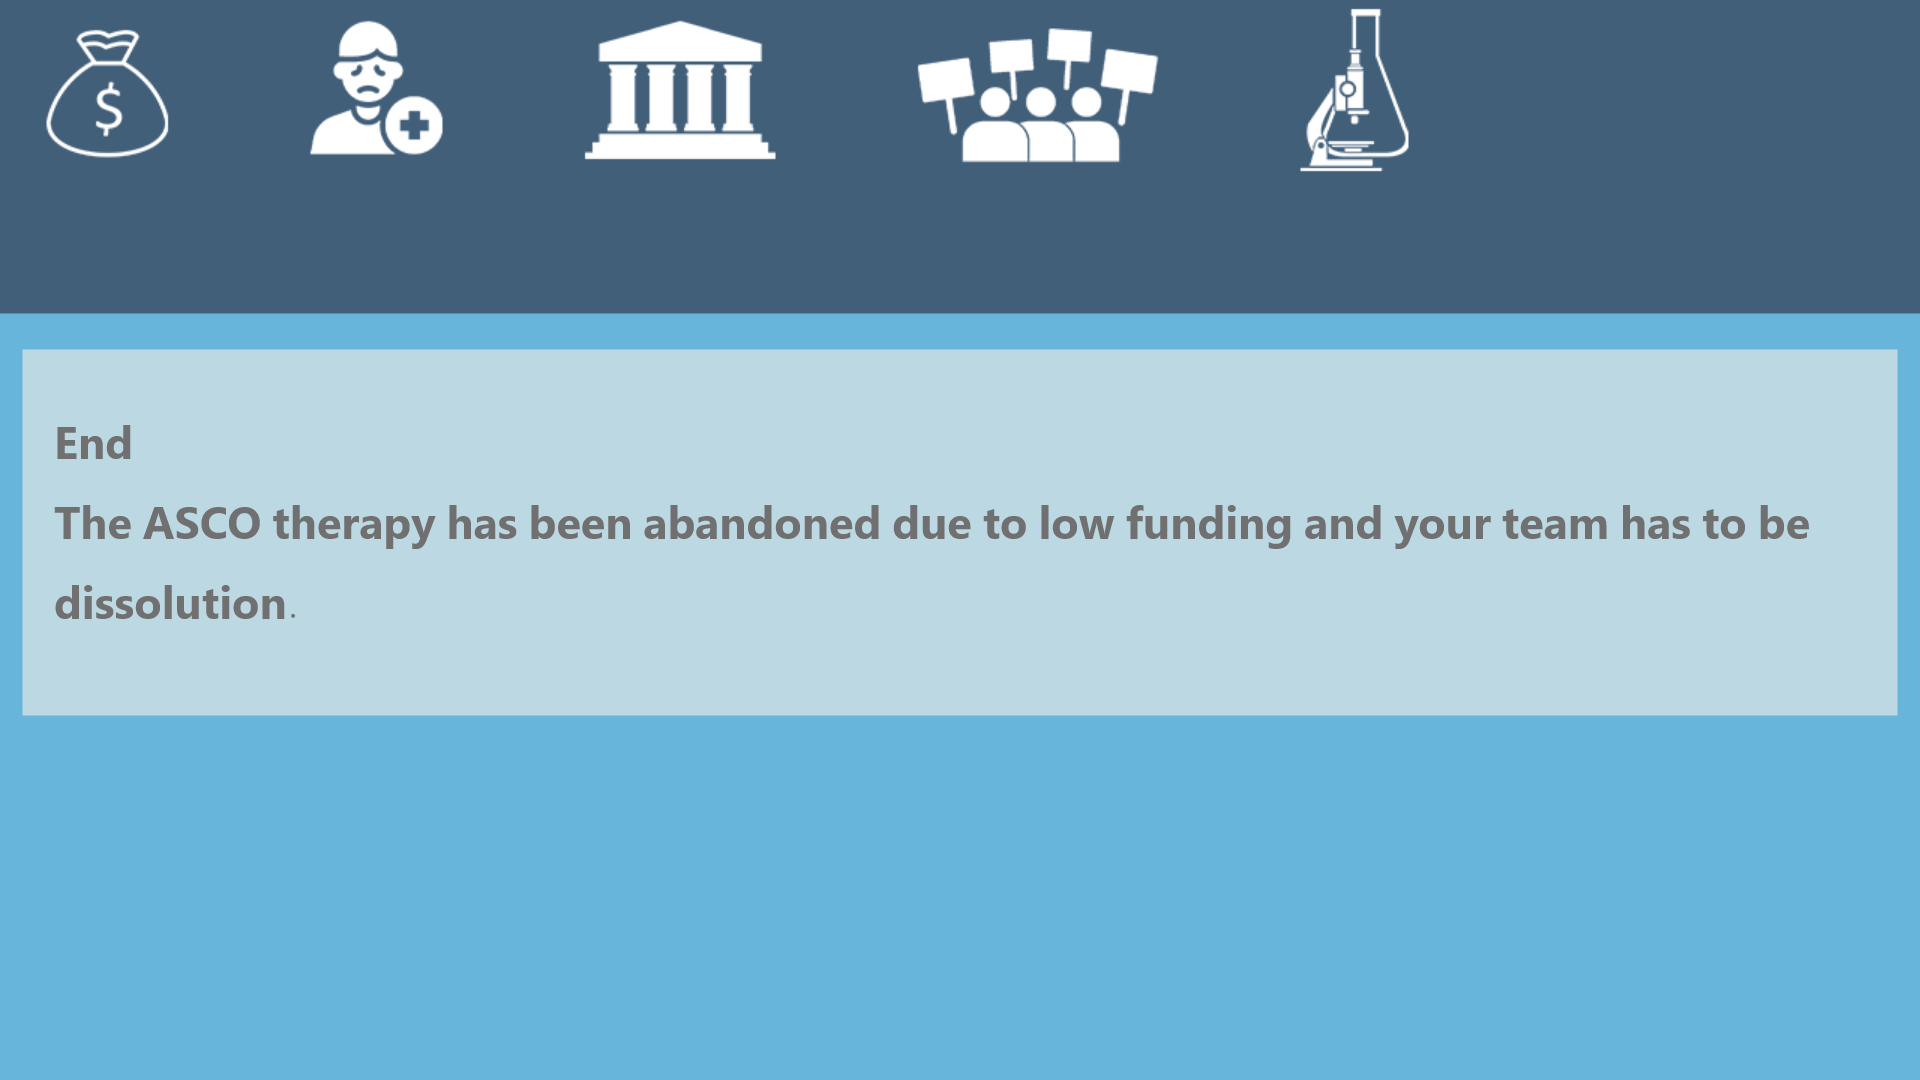 $
End
The ASCO therapy has been abandoned due to low funding and your team has to be
dissolution.